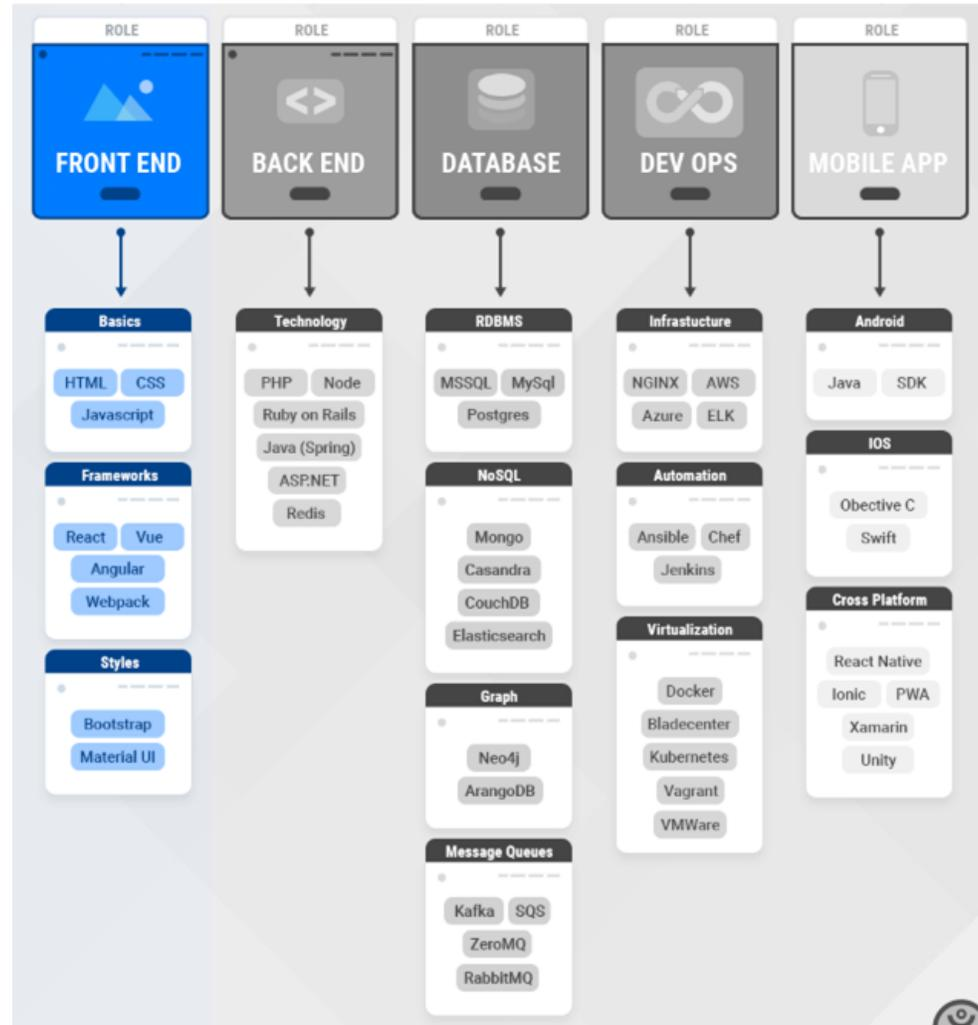 ROLE
FRONT END
Basics
HTML CSS
Javascript
Frameworks
React Vue
Angular
Webpack
Styles
Bootstrap
Material UI
ROLE
BACK END
Technology
PHP Node
Ruby on Rails
Java (Spring)
ASP.NET
Redis
ROLE
DATABASE
RDBMS
MSSQL MySql
Postgres
NoSQL
Mongo
Casandra
CouchDB
Elasticsearch
Graph
Neo4j
ArangoDB
Message Queues
Kafka SQS
ZeroMQ
RabbitMQ
ROLE
DEV OPS
Infrastucture
NGINX AWS
Azure ELK
Automation
Ansible Chef
Jenkins
Virtualization
Docker
Bladecenter
Kubernetes
Vagrant
VMWare
ROLE
MOBILE APP
Android
Java SDK
IOS
Obective C
Swift
Cross Platform
React Native
Ionic PWA
Xamarin
Unity